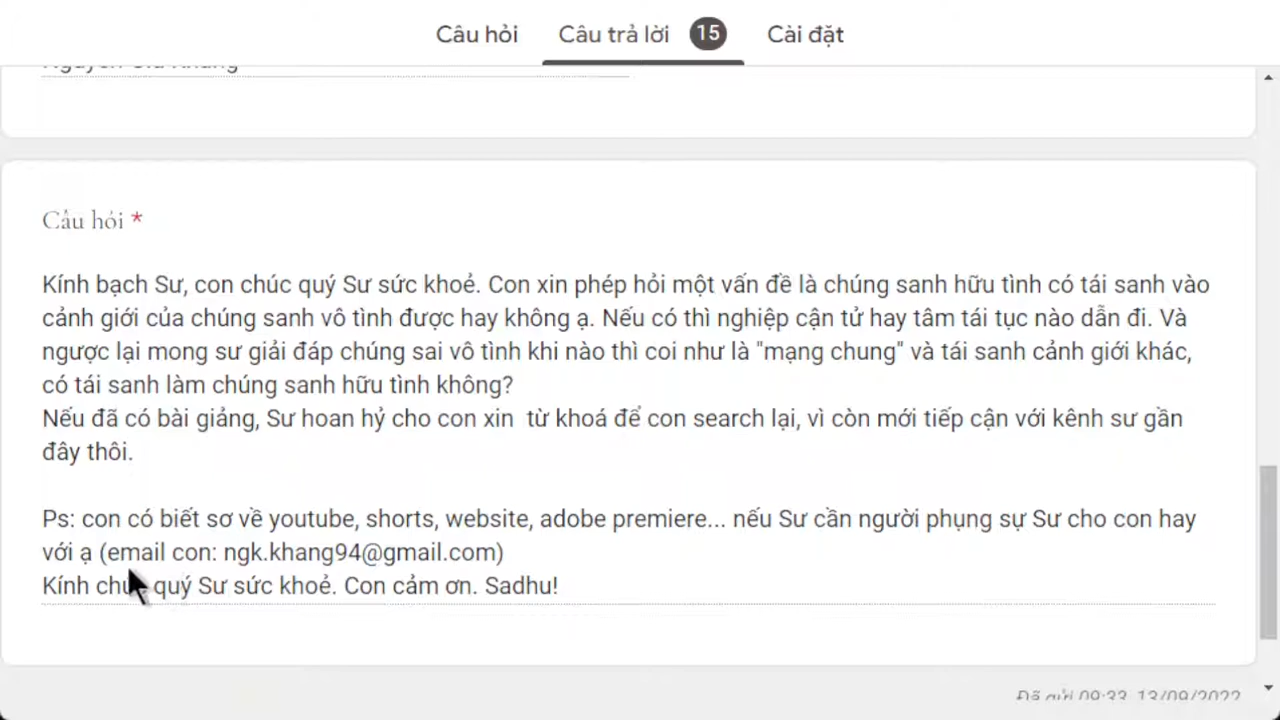 Câu hỏi Câu trả lời 15 Cài đặt
Câu hỏi *
Kính bạch Sư, con chúc quý Sư sức khoẻ. Con xin phép hỏi một vấn đề là chúng sanh hữu tình có tái sanh vào
cảnh giới của chúng sanh vô tình được hay không ạ. Nếu có thì nghiệp cận tử hay tâm tái tục nào dẫn đi. Và
ngược lại mong sư giải đáp chúng sai vô tình khi nào thì coi như là "mạng chung" và tái sanh cảnh giới khác,
có tái sanh làm chúng sanh hữu tình không?
Nếu đã có bài giảng, Sư hoan hỷ cho con xin  từ khoá để con search lại, vì còn mới tiếp cận với kênh sư gần
đây thôi.
Ps: con có biết sơ về youtube, shorts, website, adobe premiere... nếu Sư cần người phụng sự Sư cho con hay
với ạ (email con: ngk.khang94@gmail.com)
Kính chúc quý Sư sức khoẻ. Con cảm ơn. Sadhu!
Đã gửi 09:33, 13/09/2022